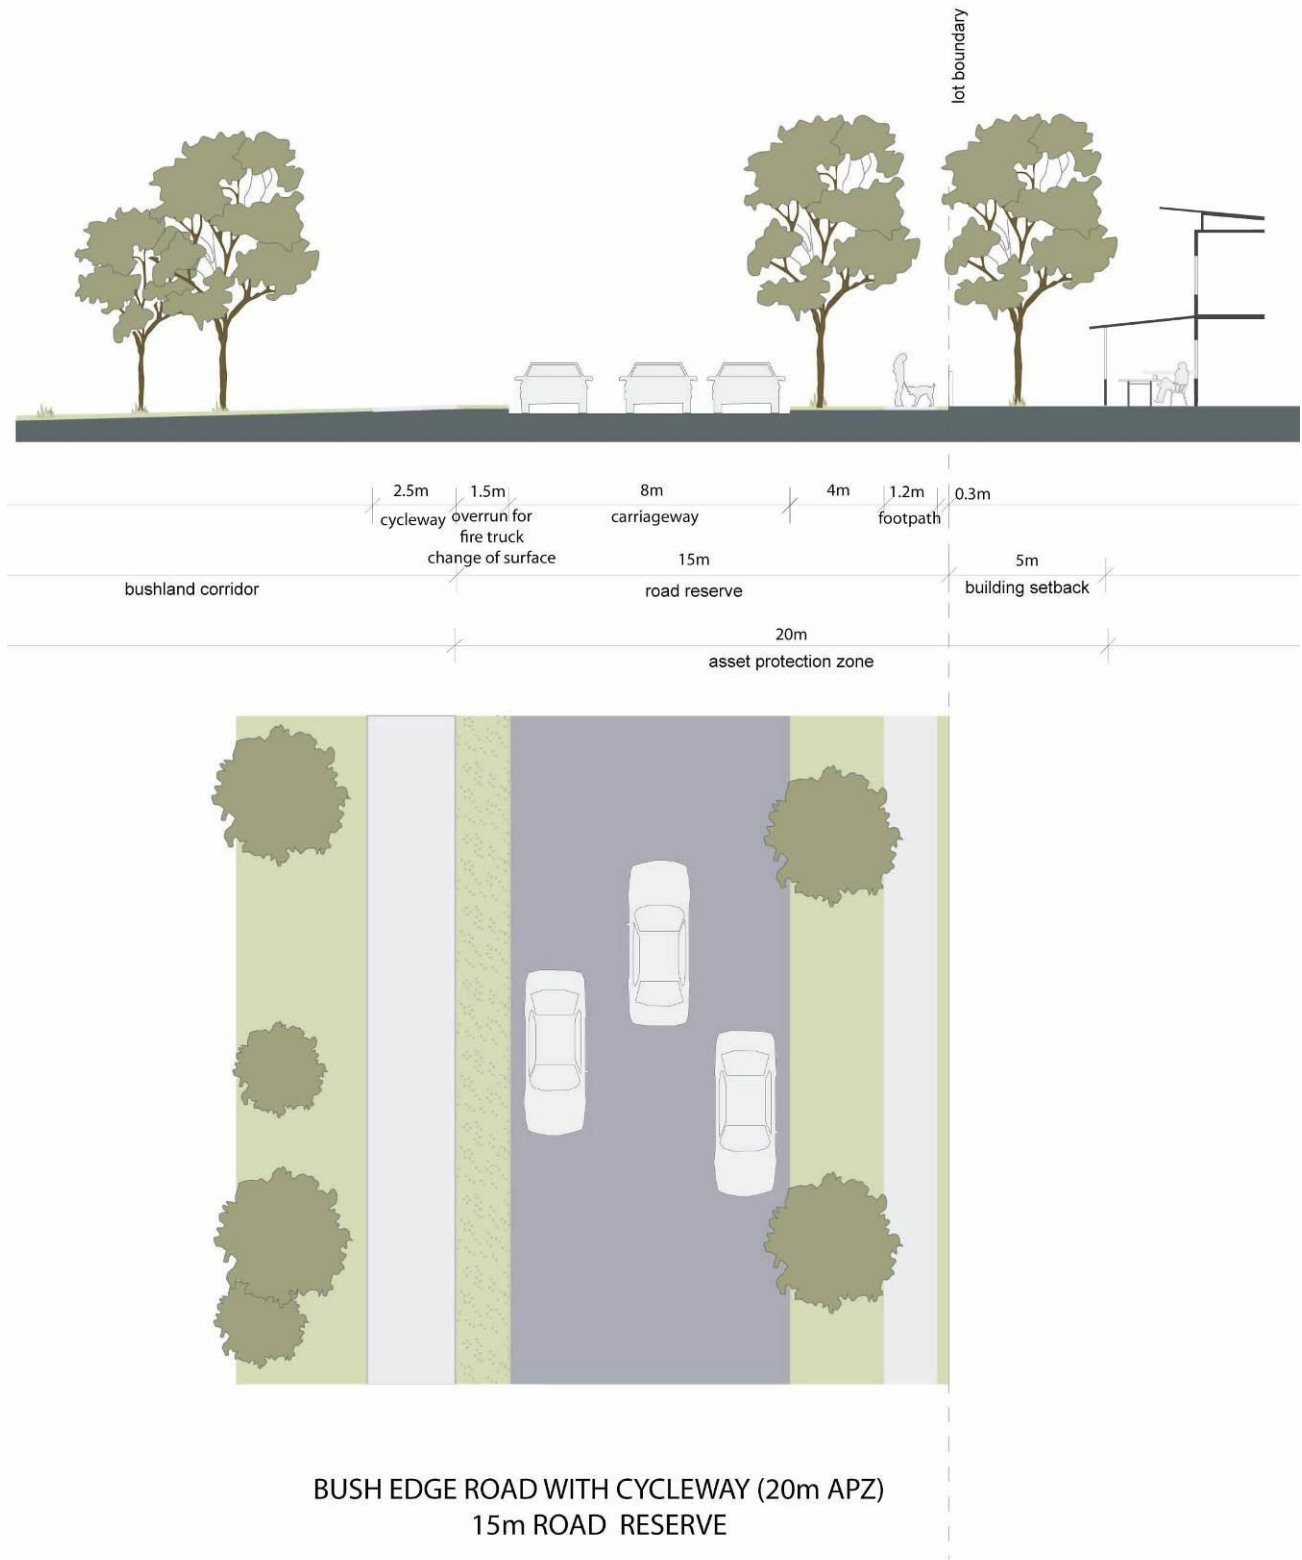 lot boundary
2.5m
1.5m
8m
4m
1.2m
0.3m
cycleway
overrun for
fire truck
change of surface
carriageway
footpath
15m
5m
bushland corridor
road reserve
building setback
20m
asset protection zone
BUSH EDGE ROAD WITH CYCLEWAY (20m APZ)
15m ROAD RESERVE